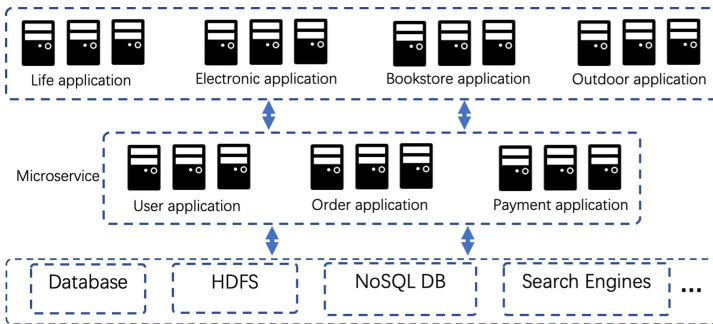 Life application
Electronic application
Bookstore application
Outdoor application
Microservice
User application
Order application
Payment application
Database
HDFS
NoSQL DB
Search Engines
...